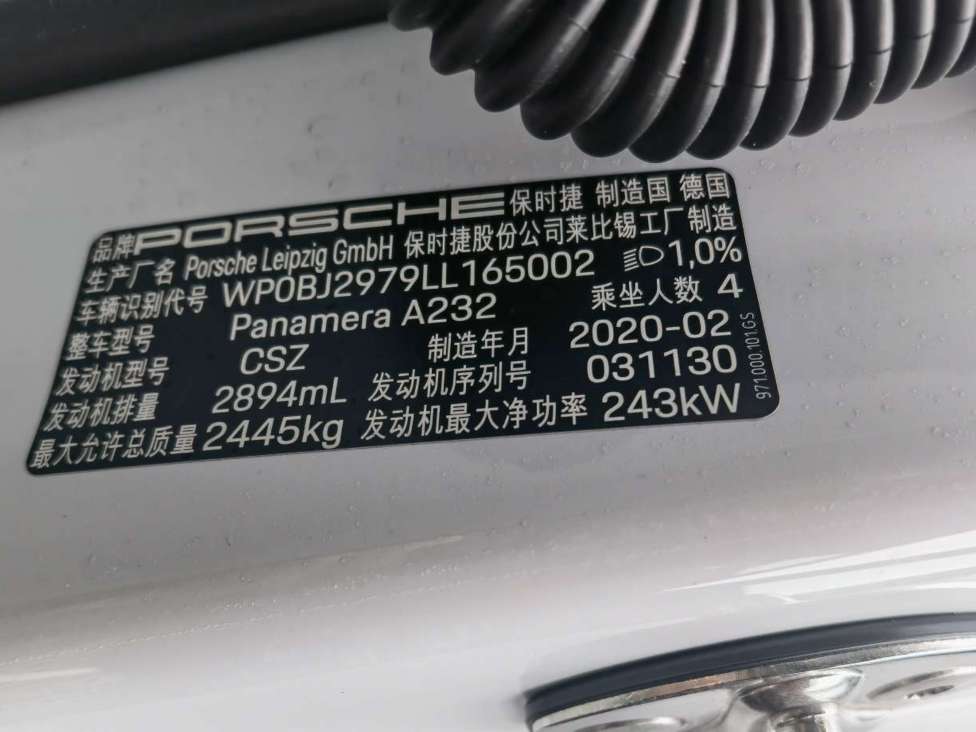 品牌 PORSCHE 保时捷 制造国 德国
生产厂名 Porsche Leipzig GmbH 保时捷股份公司莱比锡工厂制造
车辆识别代号 WP0BJ2979LL165002 1,0%
整车型号 Panamera A232 乘坐人数 4
发动机型号 CSZ 制造年月 2020-02
发动机排量 2894mL 发动机序列号 031130
最大允许总质量 2445kg 发动机最大净功率 243kW
971.000.101.GS